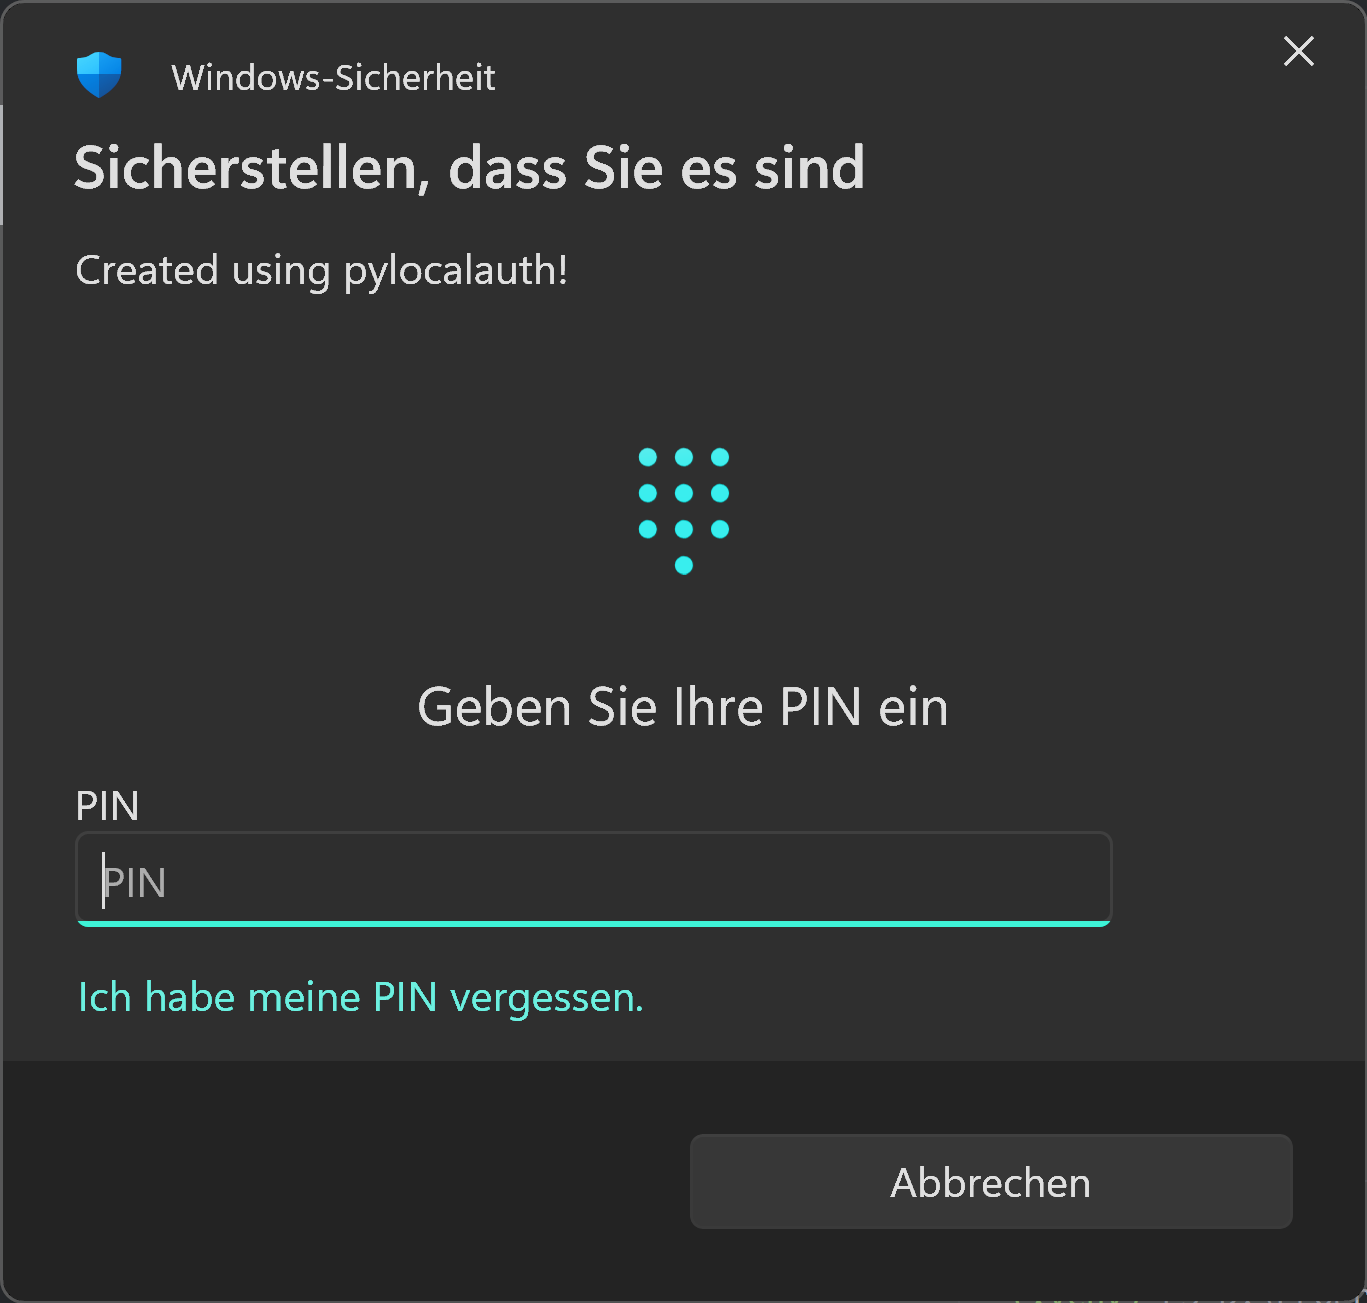 Windows-Sicherheit
Sicherstellen, dass Sie es sind
Created using pylocalauth!
Geben Sie Ihre PIN ein
PIN
PIN
Ich habe meine PIN vergessen.
Abbrechen